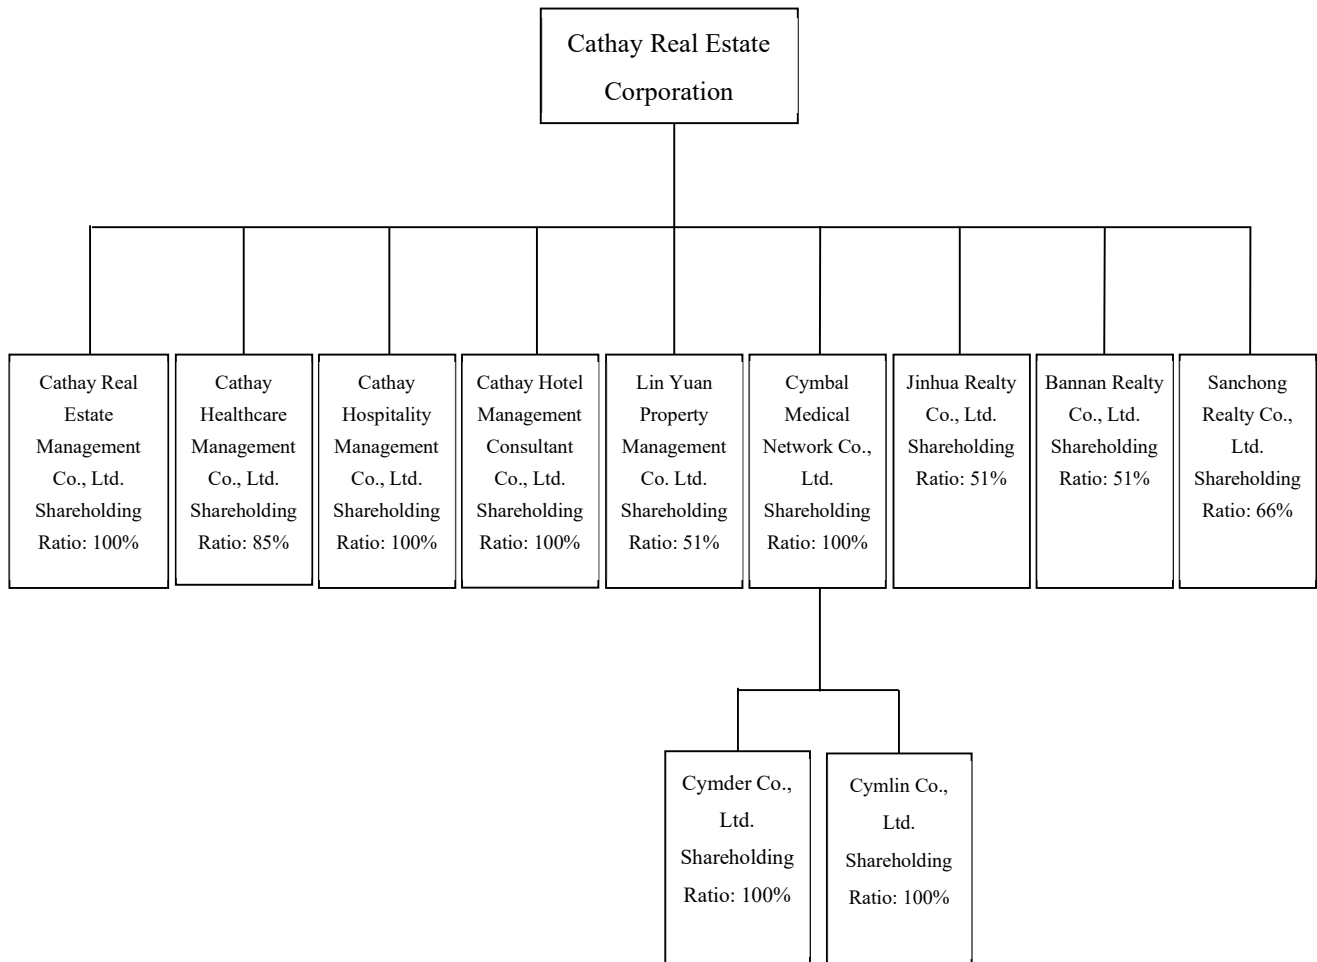 Cathay Real Estate
Corporation
Cathay Real
Estate
Management
Co., Ltd.
Shareholding
Ratio: 100%
Cathay
Healthcare
Management
Co., Ltd.
Shareholding
Ratio: 85%
Cathay
Hospitality
Management
Co., Ltd.
Shareholding
Ratio: 100%
Cathay Hotel
Management
Consultant
Co., Ltd.
Shareholding
Ratio: 100%
Lin Yuan
Property
Management
Co. Ltd.
Shareholding
Ratio: 51%
Cymbal
Medical
Network Co.,
Ltd.
Shareholding
Ratio: 100%
Jinhua Realty
Co., Ltd.
Shareholding
Ratio: 51%
Bannan Realty
Co., Ltd.
Shareholding
Ratio: 51%
Sanchong
Realty Co.,
Ltd.
Shareholding
Ratio: 66%
Cymder Co.,
Ltd.
Shareholding
Ratio: 100%
Cymlin Co.,
Ltd.
Shareholding
Ratio: 100%